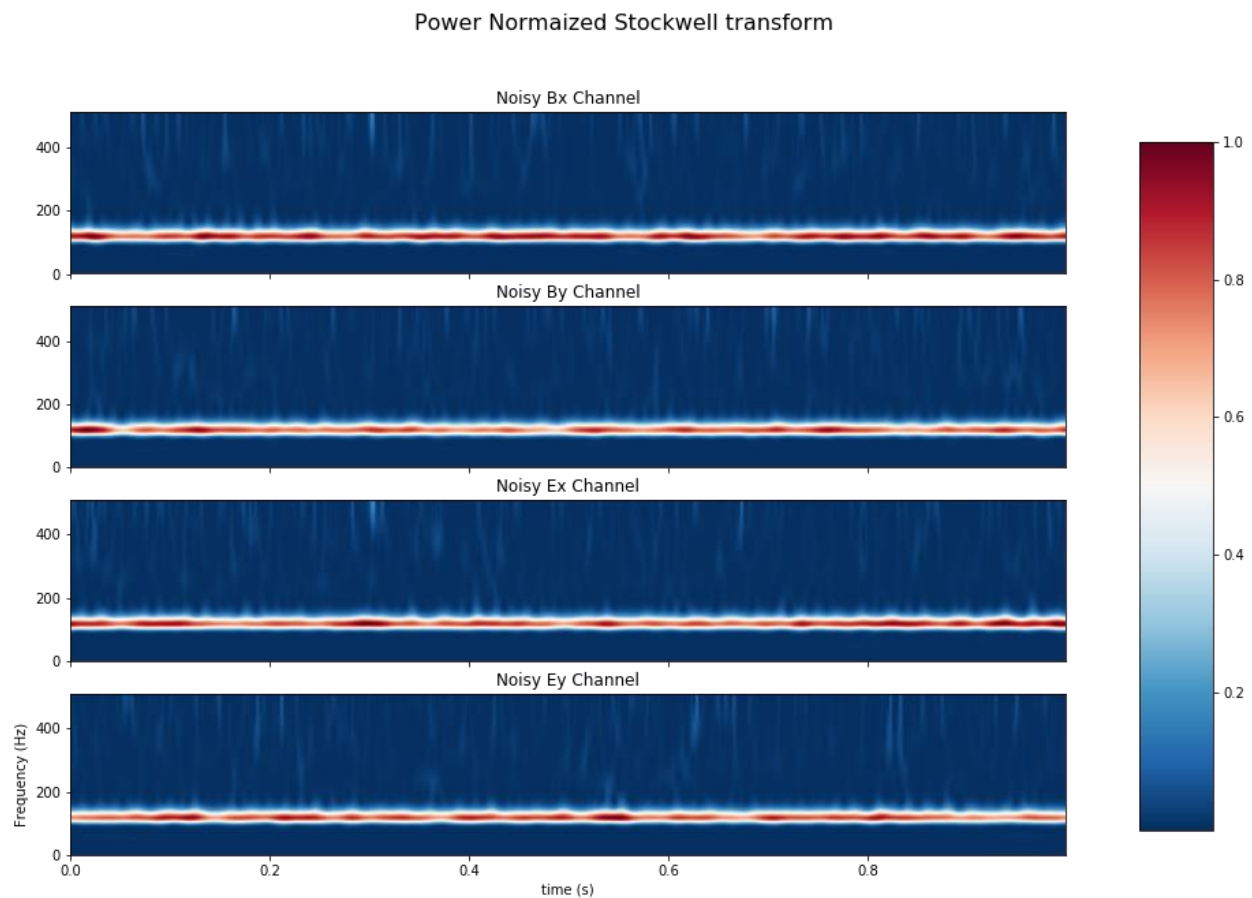 Power Normaized Stockwell transform
Noisy Bx Channel
400
200
0
Noisy By Channel
400
200
0
Noisy Ex Channel
400
200
0
Noisy Ey Channel
400
200
0
Frequency (Hz)
0.0 0.2 0.4 0.6 0.8
time (s)
1.0
0.8
0.6
0.4
0.2